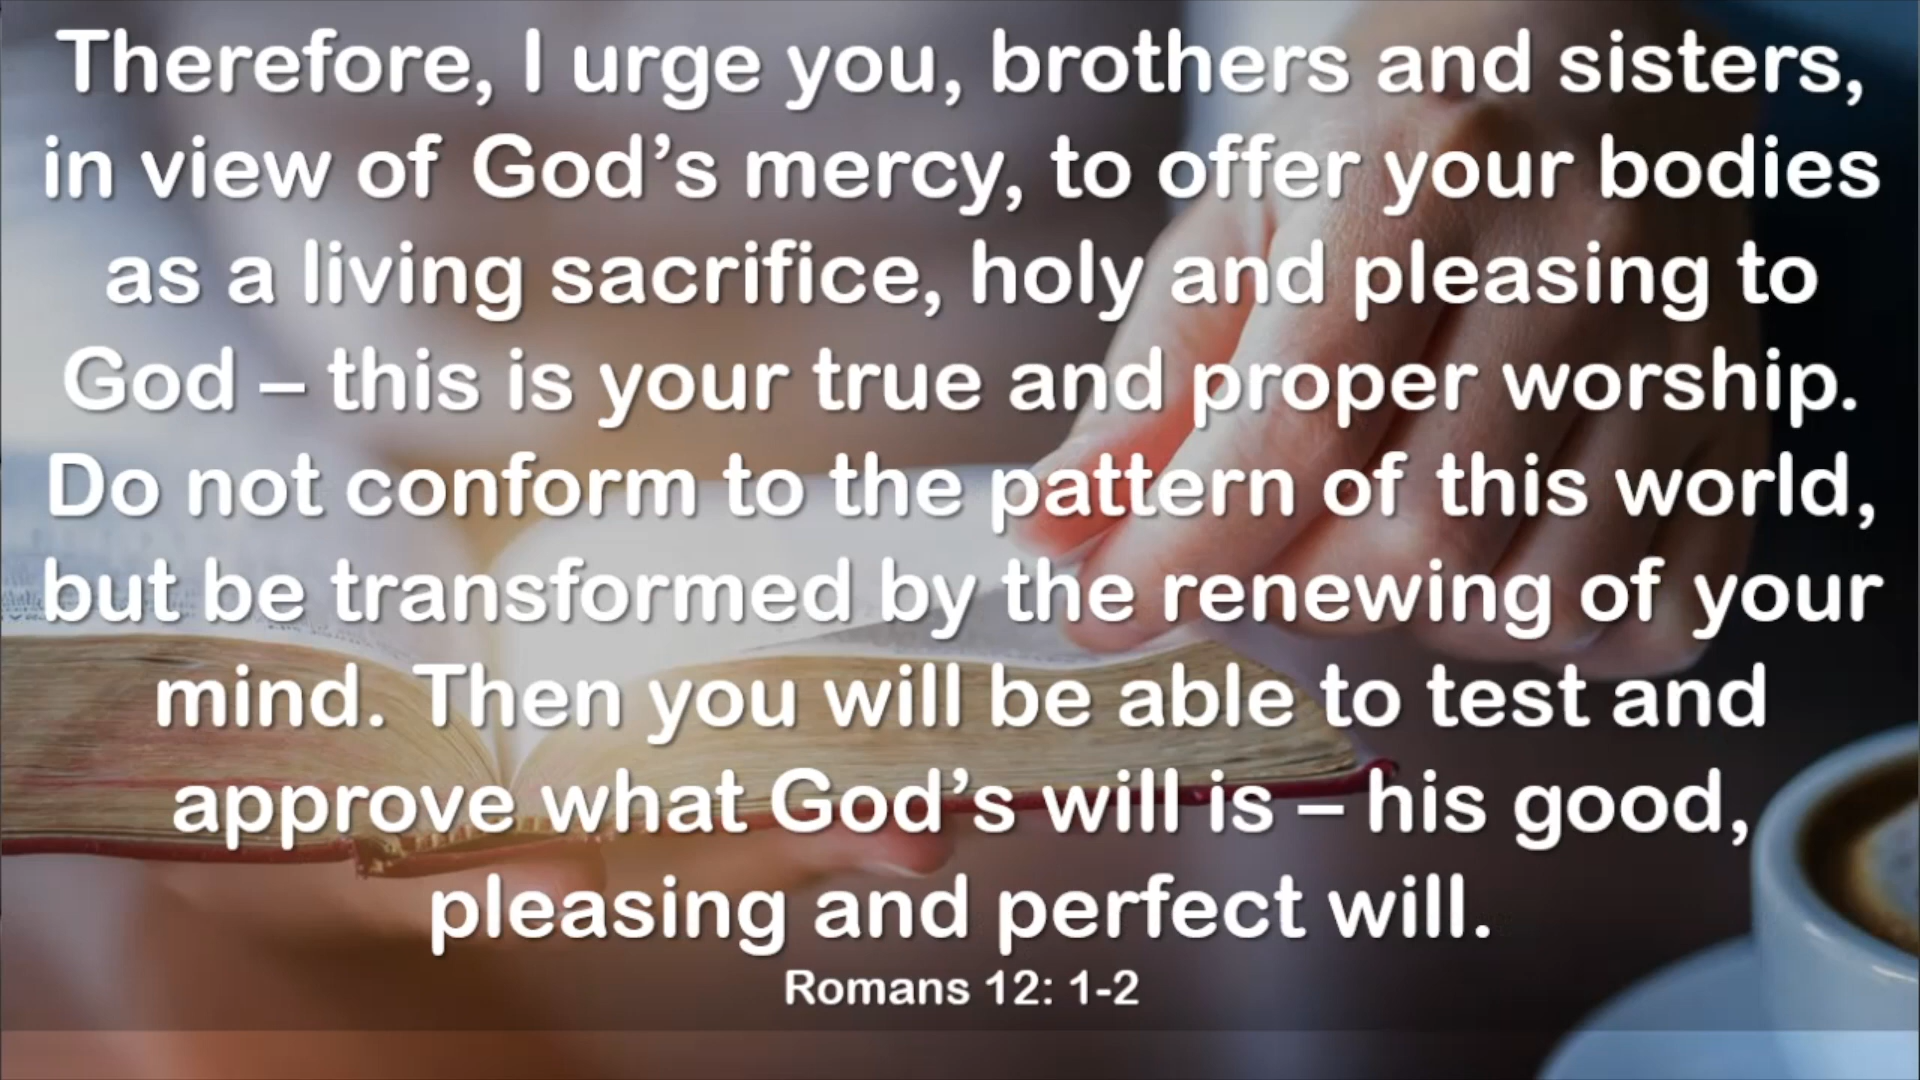 Therefore, I urge you, brothers and sisters,
in view of God’s mercy, to offer your bodies
as a living sacrifice, holy and pleasing to
God – this is your true and proper worship.
Do not conform to the pattern of this world,
but be transformed by the renewing of your
mind. Then you will be able to test and
approve what God’s will is – his good,
pleasing and perfect will.
Romans 12: 1-2